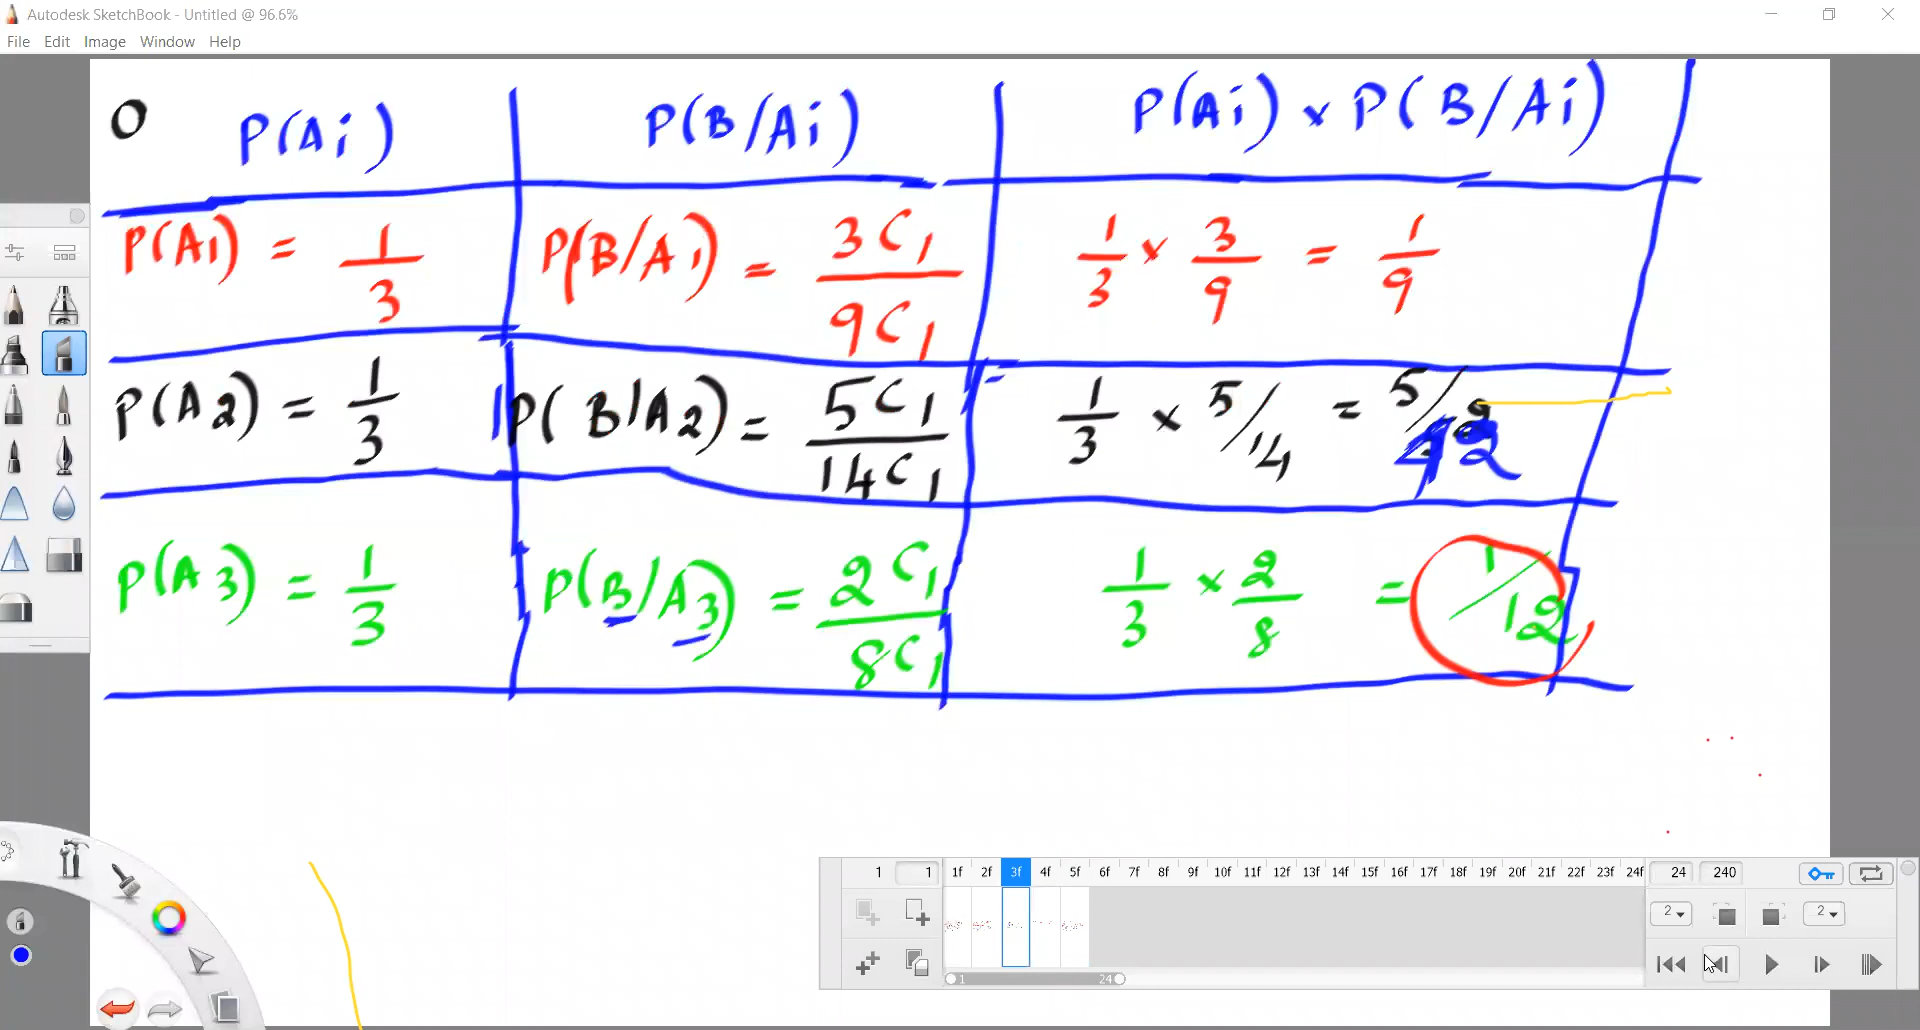 Autodesk SketchBook - Untitled @ 96.6%
File Edit Image Window Help
0 P(Ai) P(B/Ai) P(Ai) x P(B/Ai)
P(A1) = 1/3 P(B/A1) = 3C1/9C1 1/3 x 3/9 = 1/9
P(A2) = 1/3 P(B/A2) = 5C1/14C1 1/3 x 5/14 = 5/42
P(A3) = 1/3 P(B/A3) = 2C1/8C1 1/3 x 2/8 = 1/12
1 1 1f 2f 3f 4f 5f 6f 7f 8f 9f 10f 11f 12f 13f 14f 15f 16f 17f 18f 19f 20f 21f 22f 23f 24f 24 240
2 2
1 24